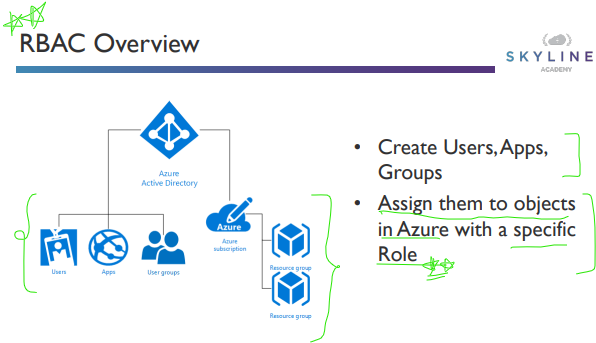 RBAC Overview
SKYLINE
ACADEMY
Azure
Active Directory
Azure
Azure
subscription
Users
Apps
User groups
Resource group
Resource group
• Create Users, Apps,
Groups
• Assign them to objects
in Azure with a specific
Role